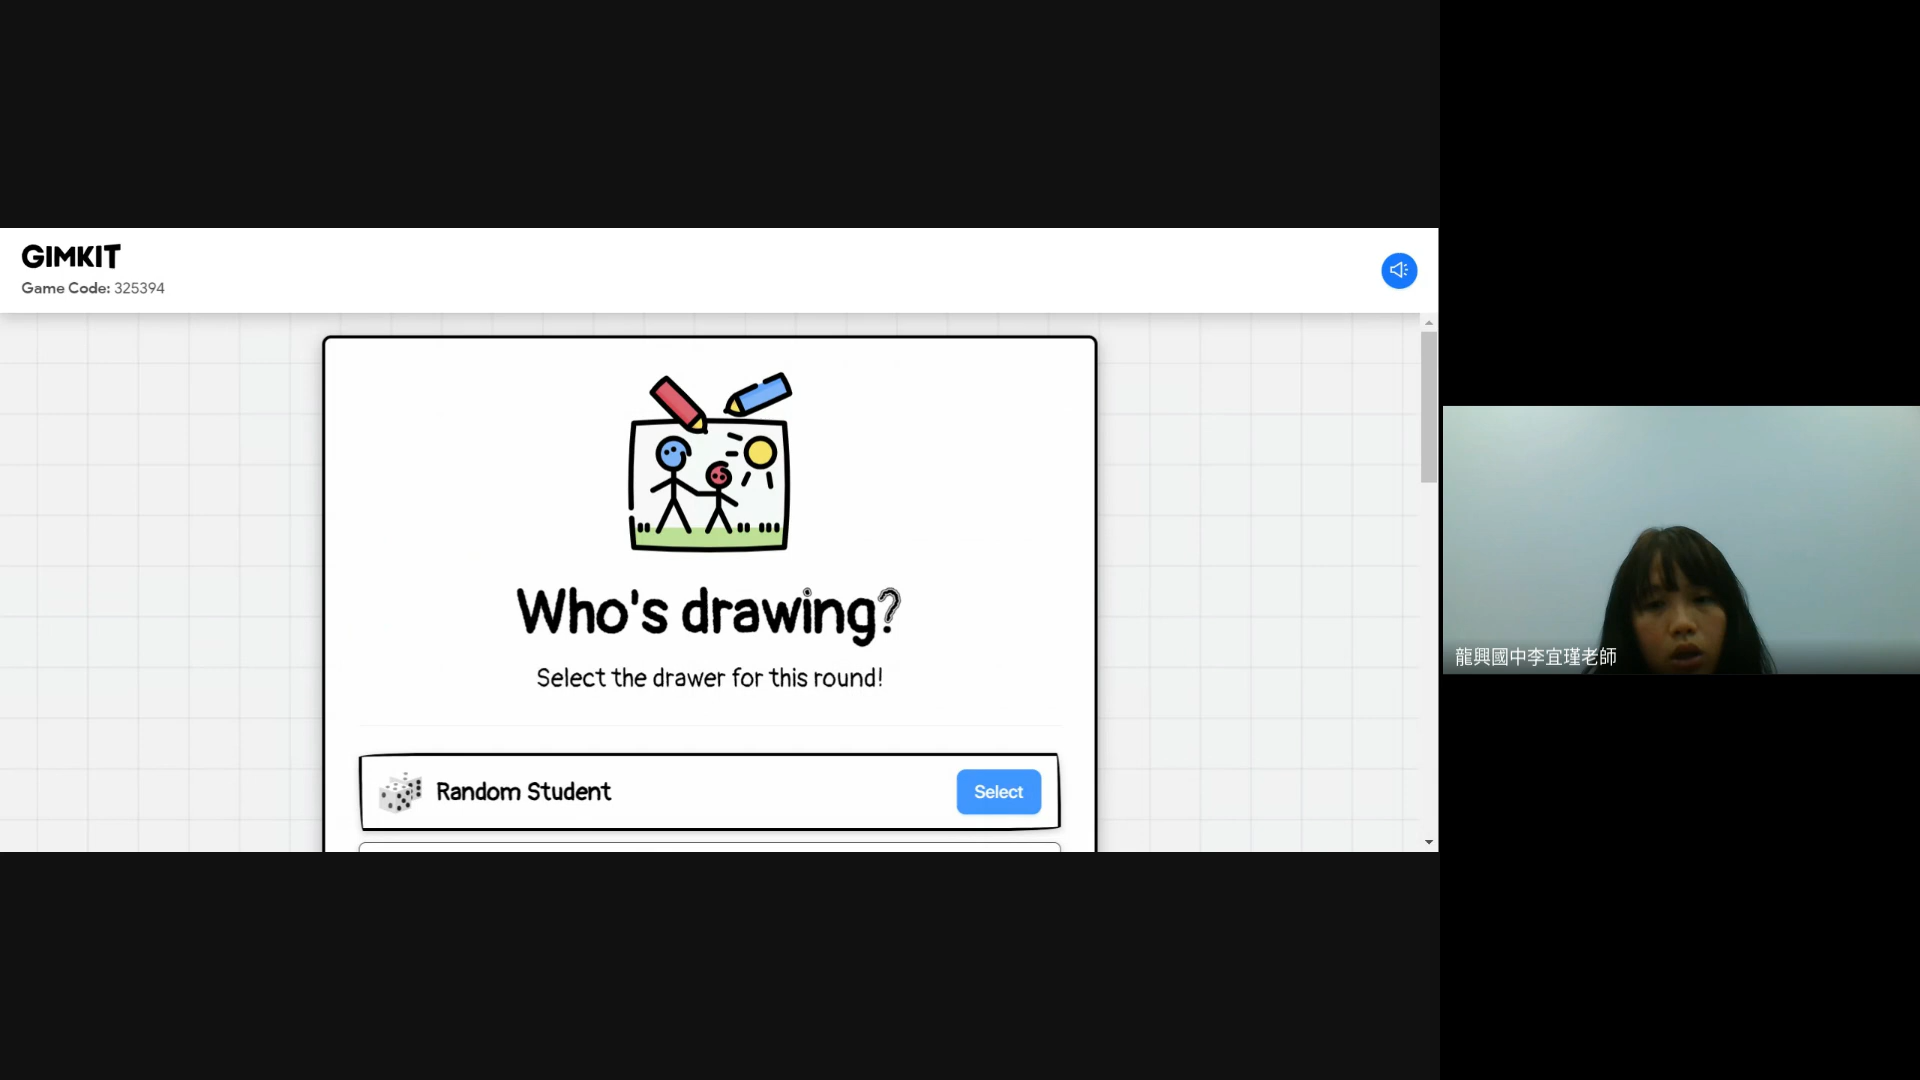 GIMKIT
Game Code: 325394
Who's drawing?
Select the drawer for this round!
Random Student
Select
龍興國中李宜瑾老師